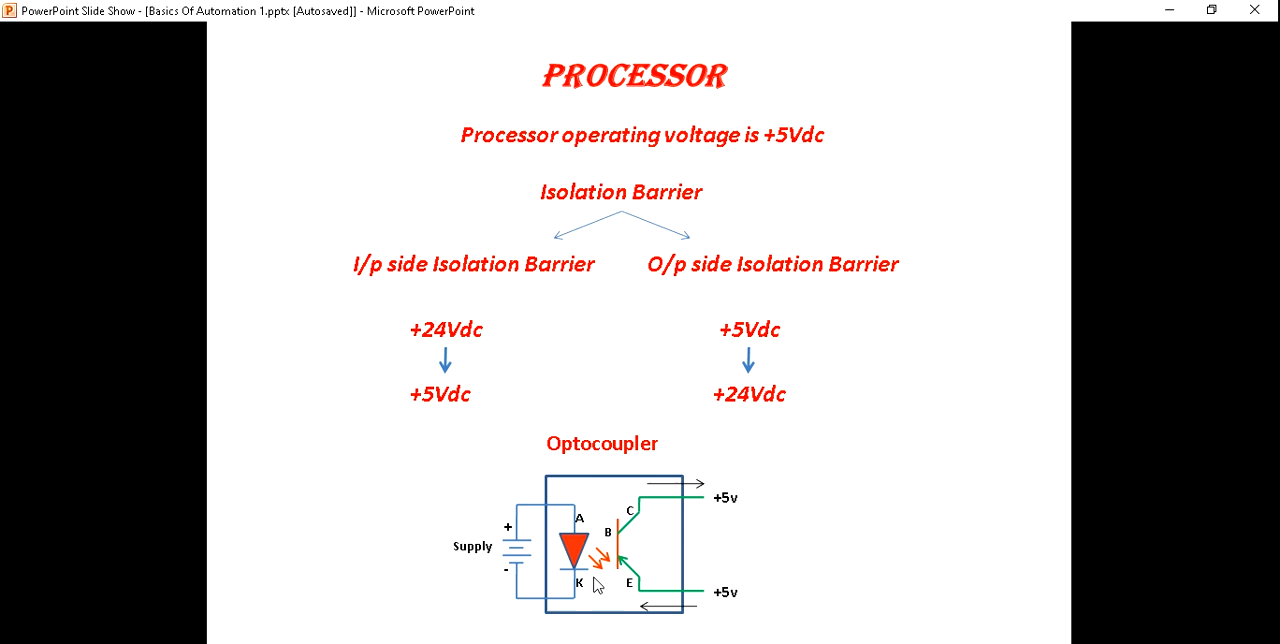 PowerPoint Slide Show - [Basics Of Automation 1.pptx [Autosaved]] - Microsoft PowerPoint
PROCESSOR
Processor operating voltage is +5Vdc
Isolation Barrier
I/p side Isolation Barrier
O/p side Isolation Barrier
+24Vdc
+5Vdc
+5Vdc
+24Vdc
Optocoupler
Supply
+
-
A
K
B
C
E
+5v
+5v